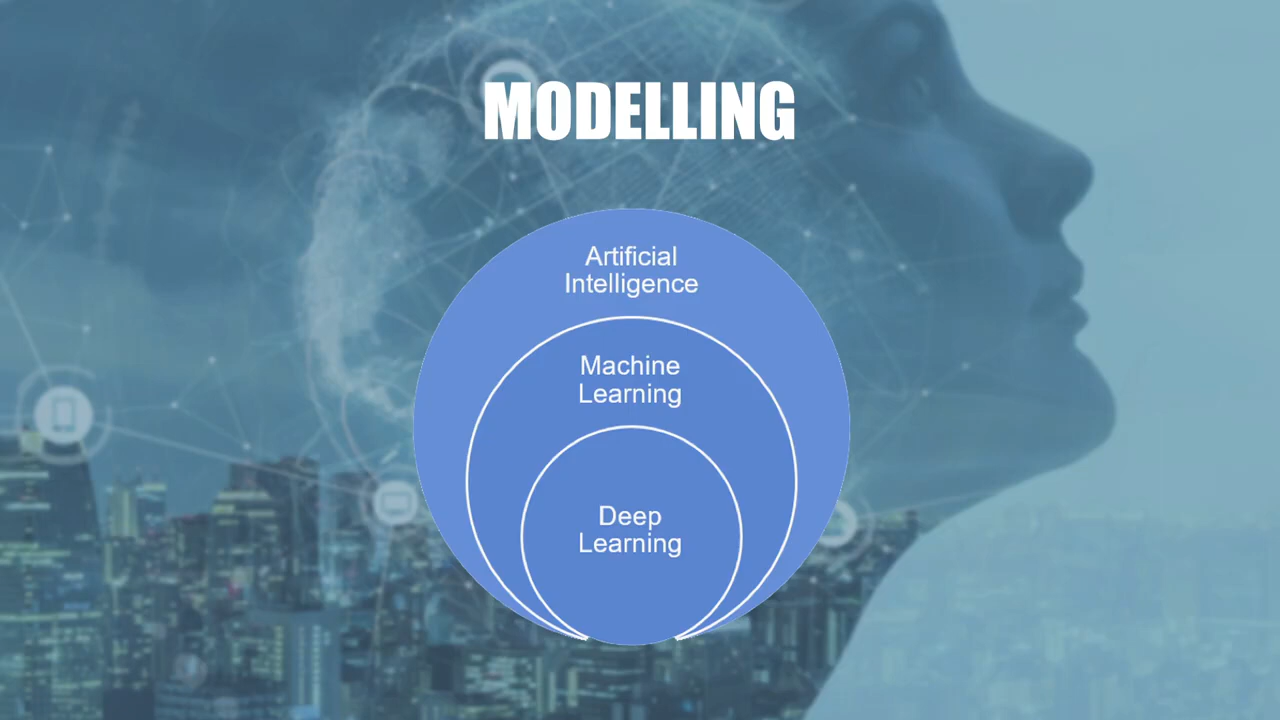 MODELLING
Artificial
Intelligence
Machine
Learning
Deep
Learning